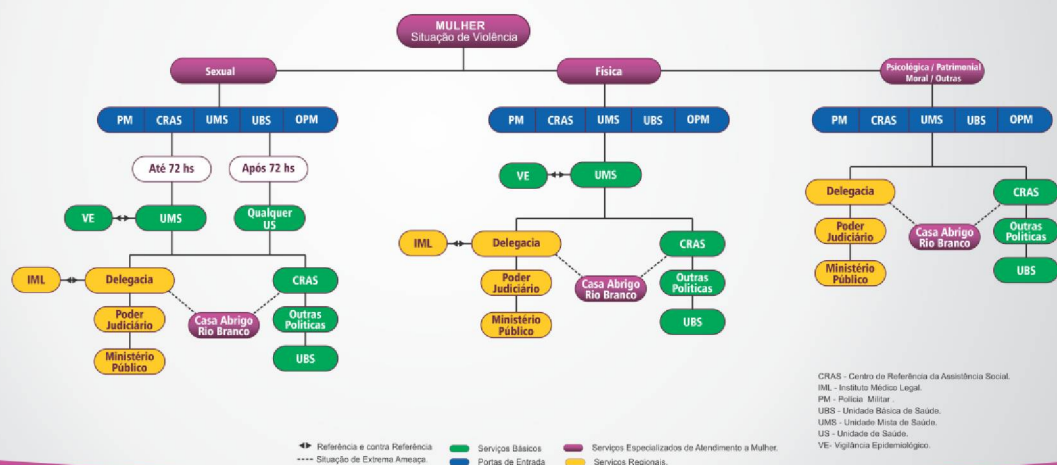 MULHER
Situação de Violência
Sexual
Física
Psicológica / Patrimonial
Moral / Outras
PM CRAS UMS UBS OPM
PM CRAS UMS UBS OPM
PM CRAS UMS UBS OPM
Até 72 hs
Após 72 hs
VE
UMS
Qualquer
US
IML
Delegacia
CRAS
Poder
Judiciário
Casa Abrigo
Rio Branco
Outras
Políticas
Ministério
Público
UBS
VE
UMS
IML
Delegacia
CRAS
Poder
Judiciário
Casa Abrigo
Rio Branco
Outras
Políticas
Ministério
Público
UBS
Delegacia
CRAS
Poder
Judiciário
Casa Abrigo
Rio Branco
Outras
Políticas
Ministério
Público
UBS
CRAS - Centro de Referência da Assistência Social.
IML - Instituto Médico Legal.
PM - Polícia Militar .
UBS - Unidade Básica de Saúde.
UMS - Unidade Mista de Saúde.
US - Unidade de Saúde.
VE- Vigilância Epidemiológico.
Referência e contra Referência
Serviços Básicos
Serviços Especializados de Atendimento a Mulher.
---- Situação de Extrema Ameaça.
Portas de Entrada
Serviços Regionais.